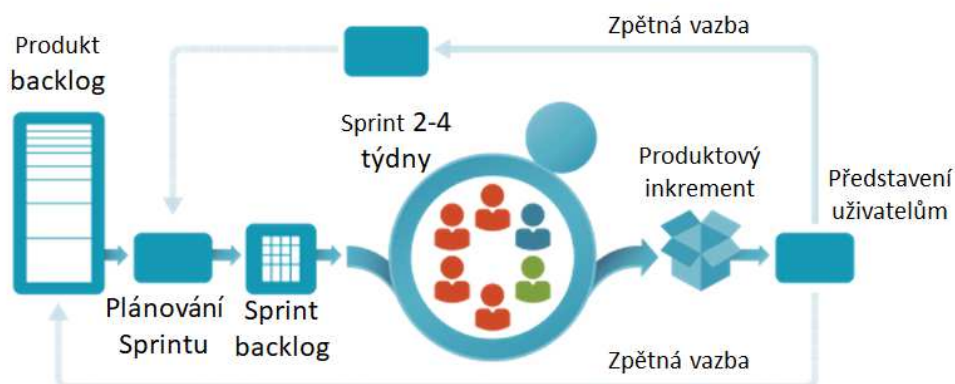 Zpětná vazba
Produkt
backlog
Sprint 2-4
týdny
Produktový
inkrement
Představení
uživatelům
Plánování
Sprintu
Sprint
backlog
Zpětná vazba